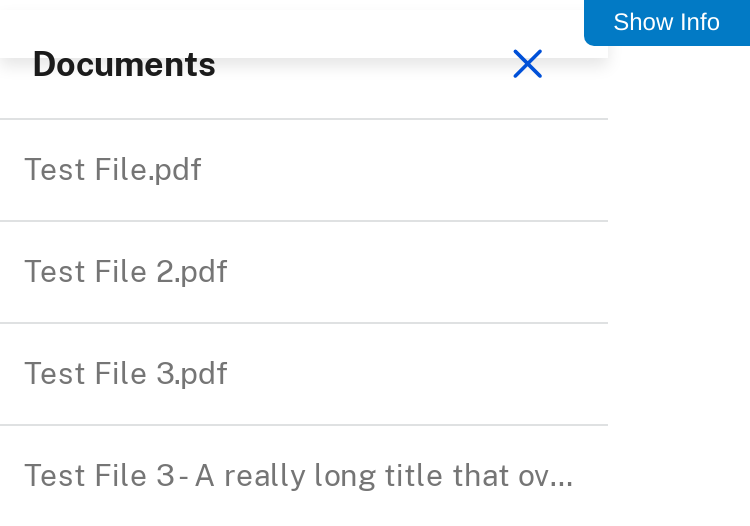 Show Info
Documents
Test File.pdf
Test File 2.pdf
Test File 3.pdf
Test File 3 - A really long title that ov...